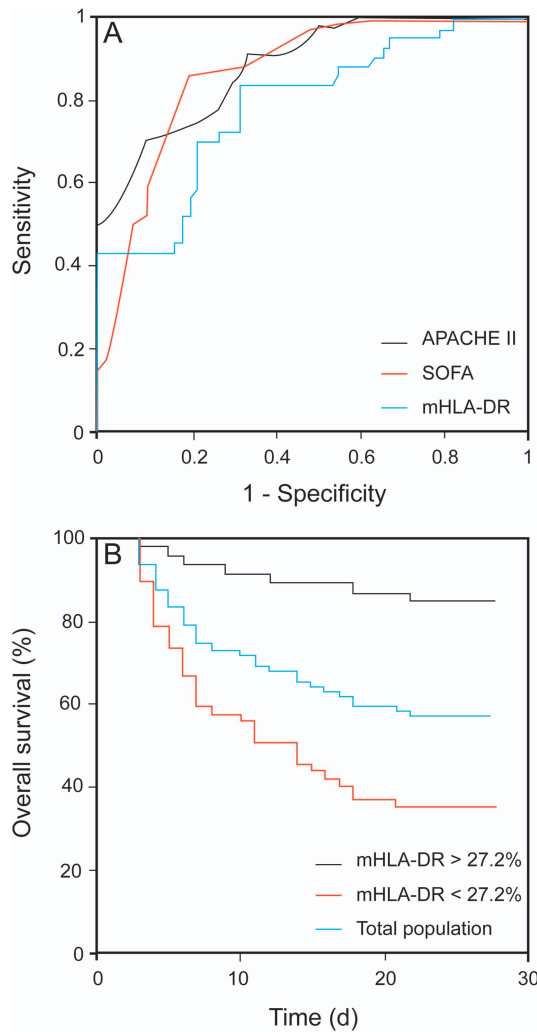 A
1
0.8
0.6
0.4
0.2
0
Sensitivity
APACHE II
SOFA
mHLA-DR
0 0.2 0.4 0.6 0.8 1
1 - Specificity
B
100
80
60
40
20
0
Overall survival (%)
mHLA-DR > 27.2%
mHLA-DR < 27.2%
Total population
0 10 20 30
Time (d)